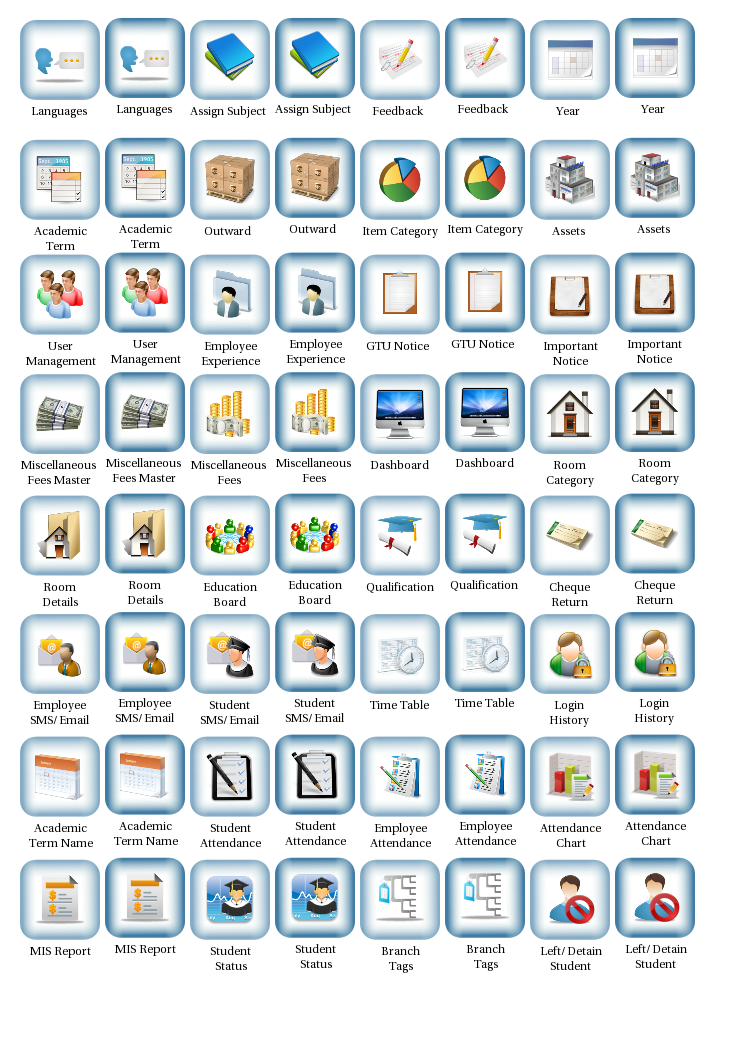 Languages Languages Assign Subject Assign Subject Feedback Feedback Year Year
Sept 1985 Sept 1985
Academic Academic Outward Outward Item Category Item Category Assets Assets
Term Term
User User Employee Employee GTU Notice GTU Notice Important Important
Management Management Experience Experience Notice Notice
Miscellaneous Miscellaneous Miscellaneous Miscellaneous Dashboard Dashboard Room Room
Fees Master Fees Master Fees Fees Category Category
Room Room Education Education Qualification Qualification Cheque Cheque
Details Details Board Board Return Return
Employee Employee Student Student Time Table Time Table Login Login
SMS/ Email SMS/ Email SMS/ Email SMS/ Email History History
Academic Academic Student Student Employee Employee Attendance Attendance
Term Name Term Name Attendance Attendance Attendance Attendance Chart Chart
MIS Report MIS Report Student Student Branch Branch Left/ Detain Left/ Detain
Status Status Tags Tags Student Student